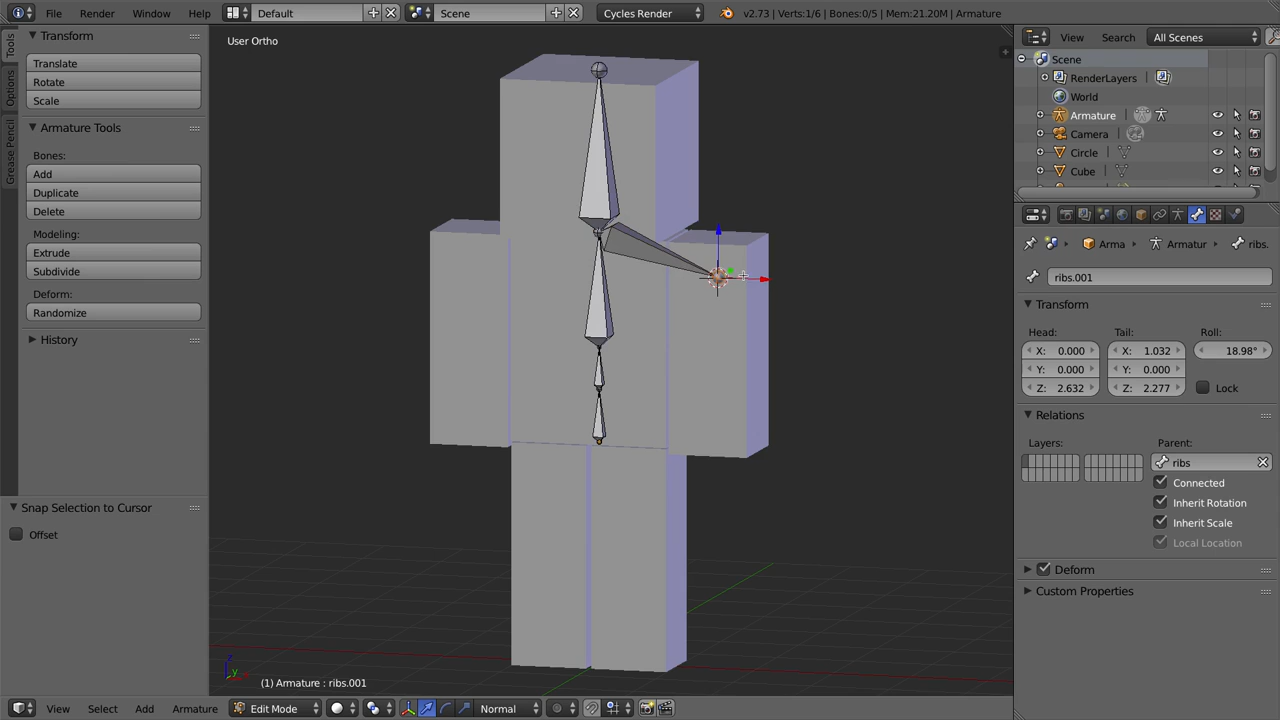 File Render Window Help Default Scene Cycles Render v2.73 | Verts:1/6 | Bones:0/5 | Mem:21.20M | Armature
Tools
Options
Grease Pencil
Transform
Translate
Rotate
Scale
Armature Tools
Bones:
Add
Duplicate
Delete
Modeling:
Extrude
Subdivide
Deform:
Randomize
History
Snap Selection to Cursor
Offset
User Ortho
z
y
(1) Armature : ribs.001
View Select Add Armature Edit Mode Normal
View Search All Scenes
Scene
RenderLayers
World
Armature
Camera
Circle
Cube
Arma Armatur ribs.
ribs.001
Transform
Head: Tail: Roll:
X: 0.000 X: 1.032 18.98°
Y: 0.000 Y: 0.000
Z: 2.632 Z: 2.277 Lock
Relations
Layers: Parent:
ribs
Connected
Inherit Rotation
Inherit Scale
Local Location
Deform
Custom Properties